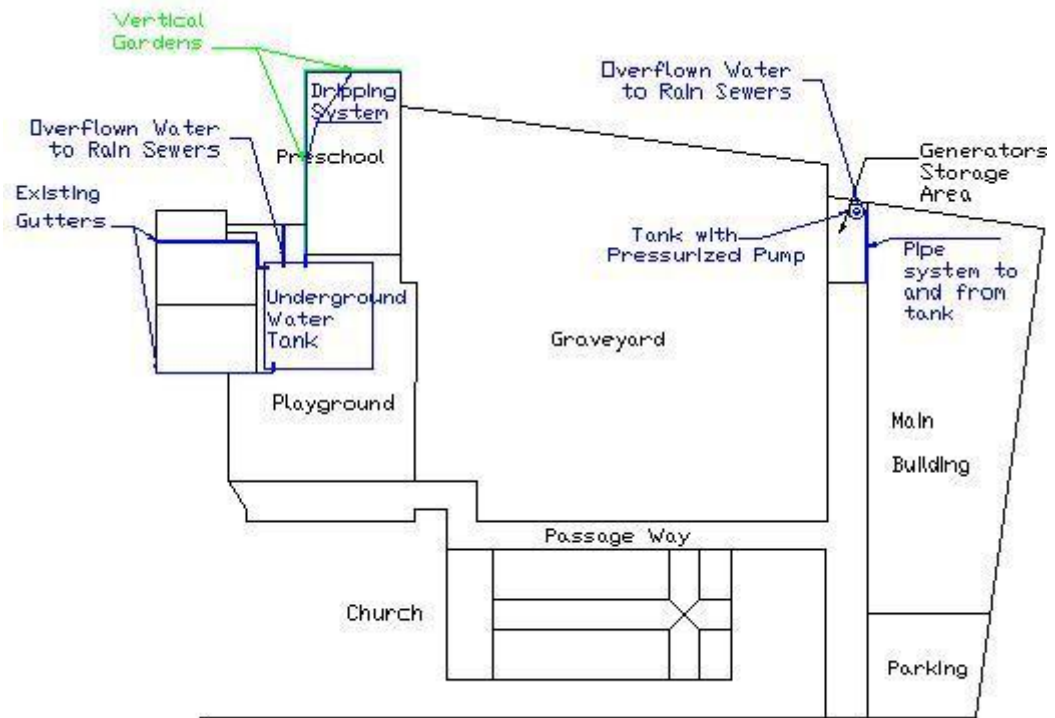 Vertical
Gardens
Dripping
System
Preschool
Overflown Water
to Rain Sewers
Existing
Gutters
Overflown Water
to Rain Sewers
Generators
Storage
Area
Tank with
Pressurized Pump
Pipe
system to
and from
tank
Underground
Water
Tank
Graveyard
Playground
Main
Building
Passage Way
Church
Parking